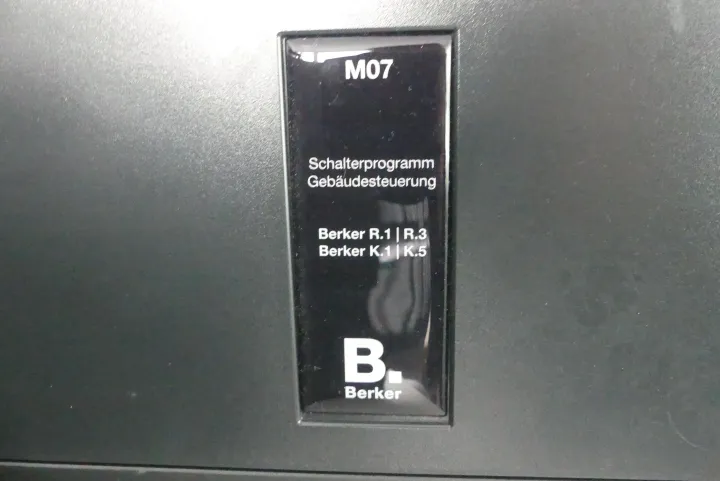 M07
Schalterprogramm
Gebäudesteuerung
Berker R.1 | R.3
Berker K.1 | K.5
B.
Berker